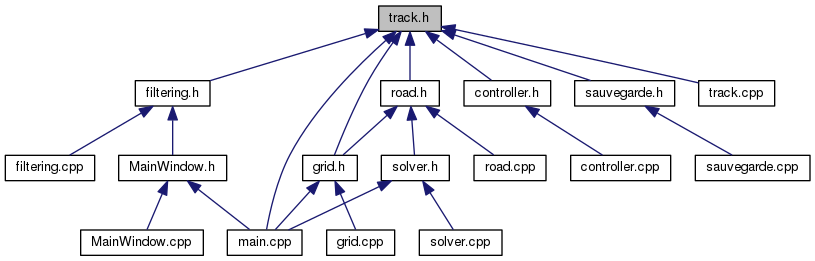 track.h
filtering.h
road.h
controller.h
sauvegarde.h
track.cpp
filtering.cpp
MainWindow.h
grid.h
solver.h
road.cpp
controller.cpp
sauvegarde.cpp
MainWindow.cpp
main.cpp
grid.cpp
solver.cpp